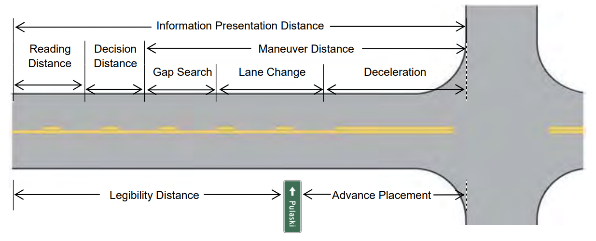 Information Presentation Distance
Reading
Distance
Decision
Distance
Maneuver Distance
Gap Search
Lane Change
Deceleration
Legibility Distance
Pulaski
Advance Placement